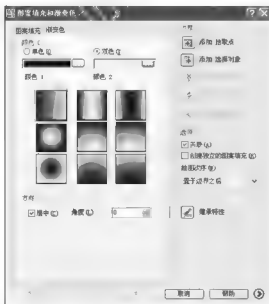 图案填充和渐变色
图案填充 渐变色
颜色
单色(O) 双色(T)
颜色 1 颜色 2
方向
居中(C) 角度(L) 0
添加 拾取点
添加 选择对象
选项
关联(A)
创建独立的图案填充(H)
绘图次序(W)
置于边界之后
继承特性
取消 帮助